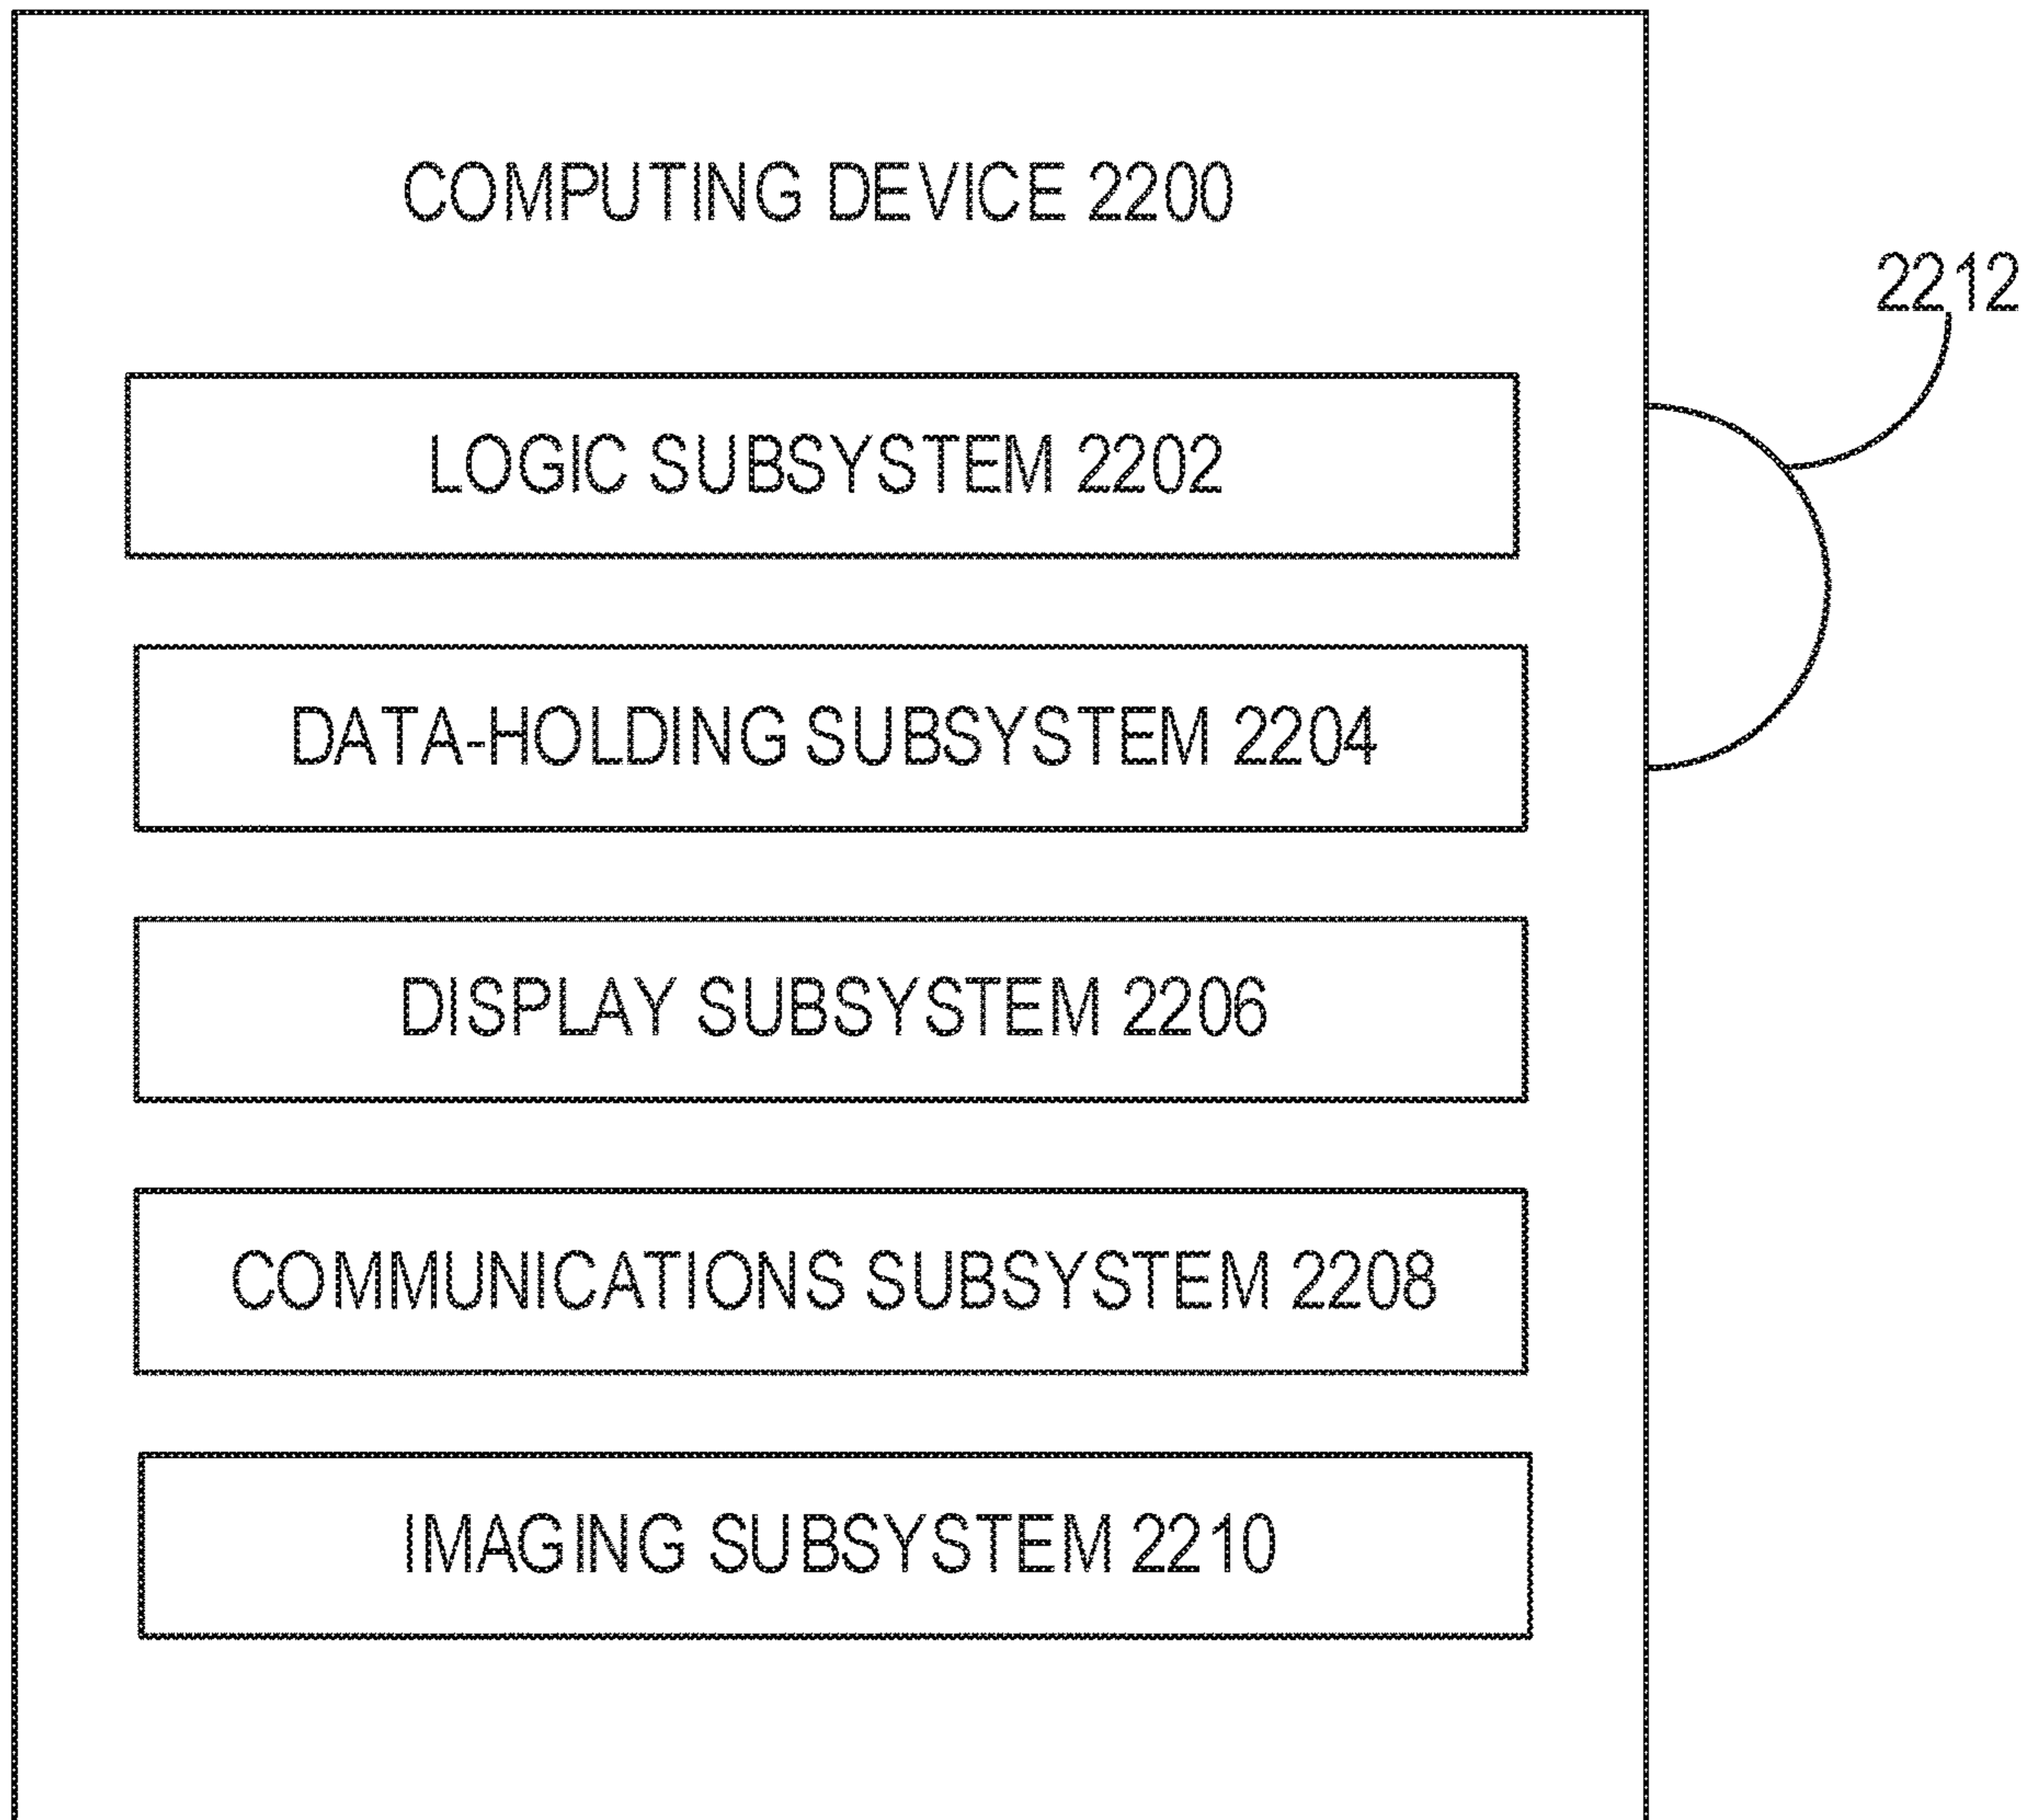 COMPUTING DEVICE 2200
2212
LOGIC SUBSYSTEM 2202
DATA-HOLDING SUBSYSTEM 2204
DISPLAY SUBSYSTEM 2206
COMMUNICATIONS SUBSYSTEM 2208
IMAGING SUBSYSTEM 2210